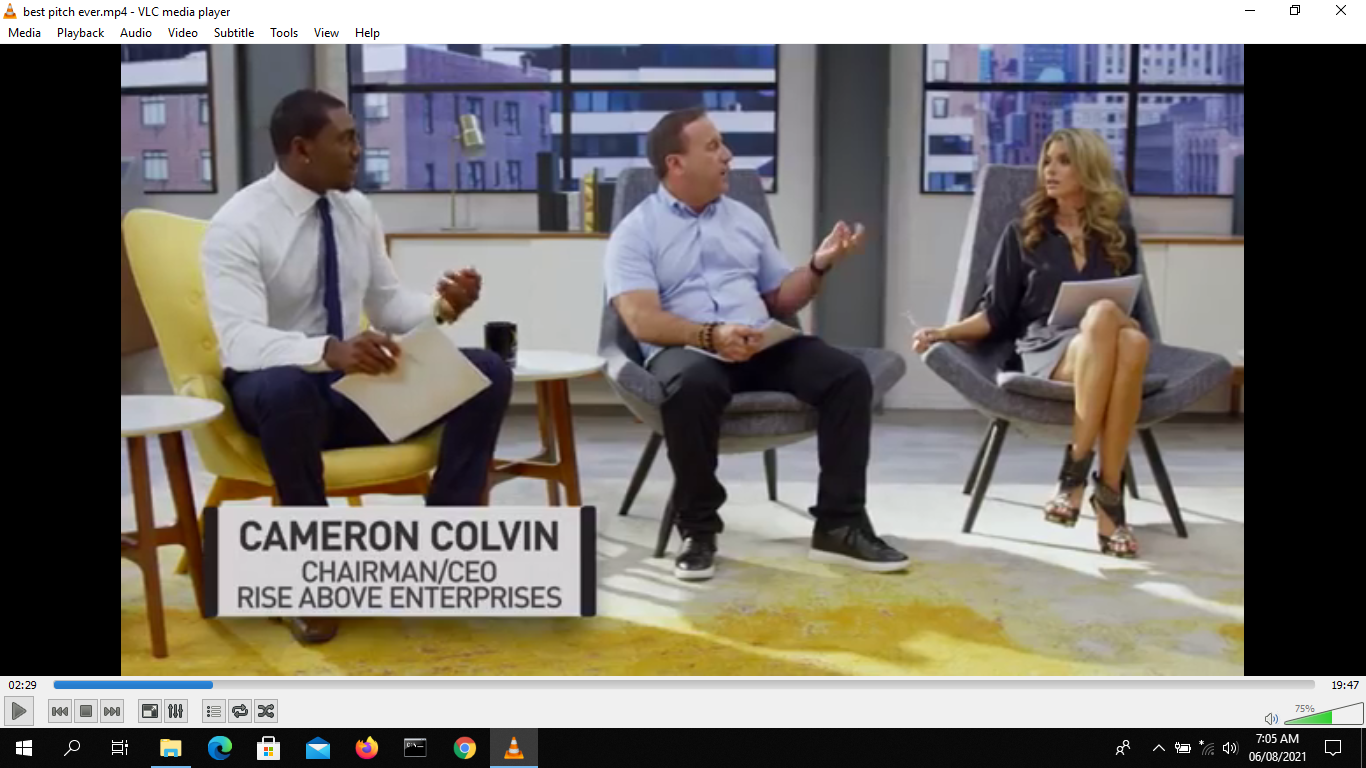 best pitch ever.mp4 - VLC media player
Media Playback Audio Video Subtitle Tools View Help
CAMERON COLVIN
CHAIRMAN/CEO
RISE ABOVE ENTERPRISES
02:29 19:47
75%
7:05 AM
06/08/2021